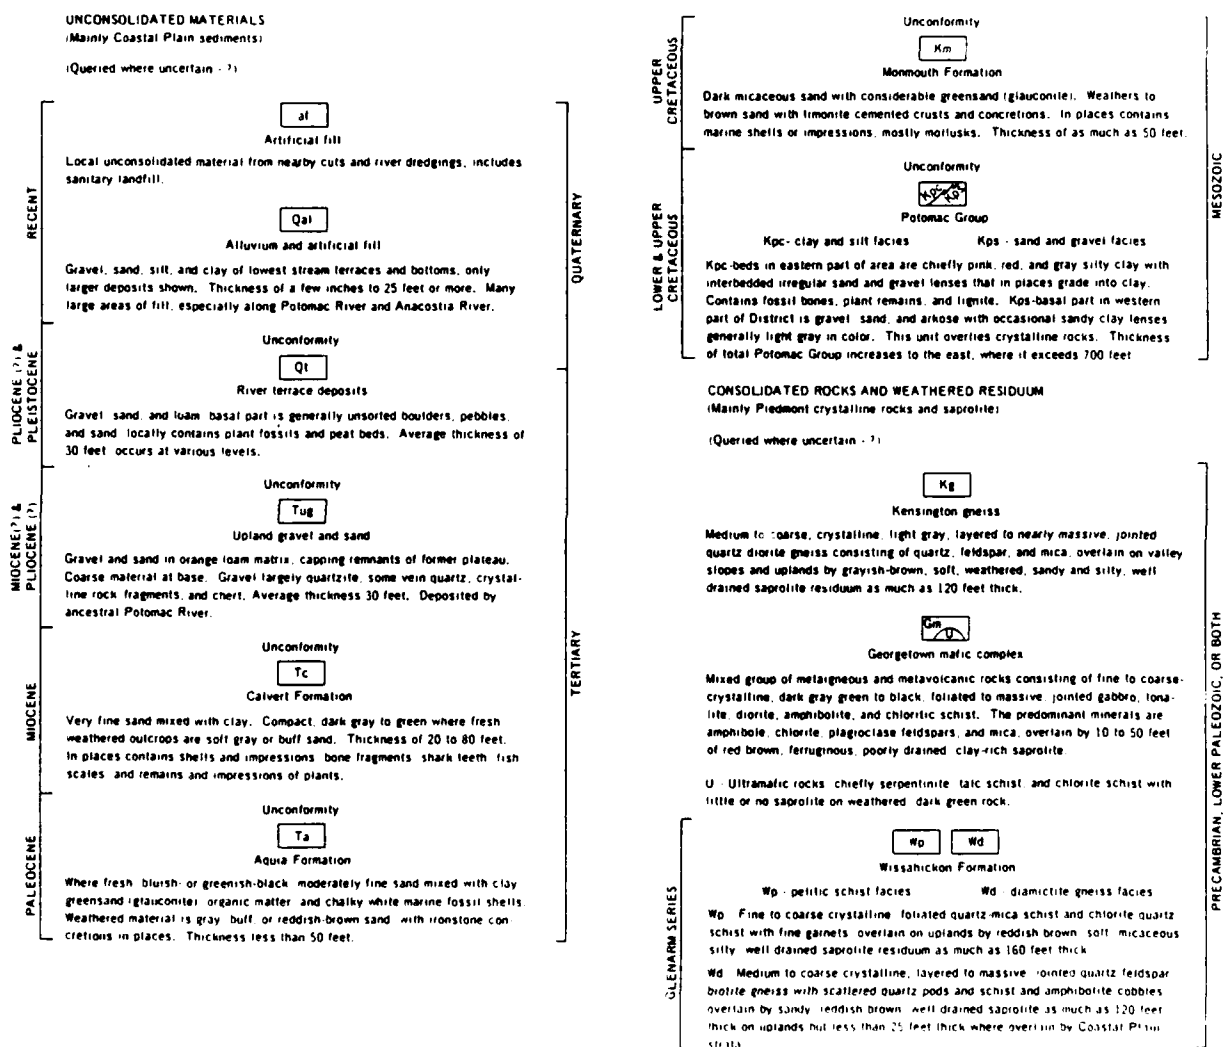 UNCONSOLIDATED MATERIALS
(Mainly Coastal Plain sediments)
(Queried where uncertain - ?)
RECENT
af
Artificial fill
Local unconsolidated material from nearby cuts and river dredgings, includes
sanitary landfill.
Qal
Alluvium and artificial fill
Gravel, sand, silt, and clay of lowest stream terraces and bottoms, only
larger deposits shown. Thickness of a few inches to 25 feet or more. Many
large areas of fill, especially along Potomac River and Anacostia River.
QUATERNARY
PLIOCENE (?) &
PLEISTOCENE
Unconformity
Qt
River terrace deposits
Gravel, sand, and loam basal part is generally unsorted boulders, pebbles,
and sand locally contains plant fossils and peat beds. Average thickness of
30 feet occurs at various levels.
MIOCENE(?) &
PLIOCENE (?)
Unconformity
Tug
Upland gravel and sand
Gravel and sand in orange loam matrix, capping remnants of former plateau.
Coarse material at base. Gravel largely quartzite, some vein quartz, crystal-
line rock fragments, and chert. Average thickness 30 feet. Deposited by
ancestral Potomac River.
TERTIARY
MIOCENE
Unconformity
Tc
Calvert Formation
Very fine sand mixed with clay. Compact, dark gray to green where fresh
weathered outcrops are soft gray or buff sand. Thickness of 20 to 80 feet.
In places contains shells and impressions bone fragments shark teeth fish
scales and remains and impressions of plants.
PALEOCENE
Unconformity
Ta
Aquia Formation
Where fresh bluish- or greenish-black moderately fine sand mixed with clay
greensand (glauconite) organic matter and chalky white marine fossil shells.
Weathered material is gray buff or reddish-brown sand with ironstone con-
cretions in places. Thickness less than 50 feet.
UPPER
CRETACEOUS
Unconformity
Km
Monmouth Formation
Dark micaceous sand with considerable greensand (glauconite). Weathers to
brown sand with limonite cemented crusts and concretions. In places contains
marine shells or impressions, mostly mollusks. Thickness of as much as 50 feet.
MESOZOIC
LOWER & UPPER
CRETACEOUS
Unconformity
Kpc Kps
Potomac Group
Kpc- clay and silt facies Kps - sand and gravel facies
Kpc-beds in eastern part of area are chiefly pink, red, and gray silty clay with
interbedded irregular sand and gravel lenses that in places grade into clay.
Contains fossil bones, plant remains, and lignite. Kps-basal part in western
part of District is gravel sand, and arkose with occasional sandy clay lenses
generally light gray in color. This unit overlies crystalline rocks. Thickness
of total Potomac Group increases to the east, where it exceeds 700 feet
CONSOLIDATED ROCKS AND WEATHERED RESIDUUM
(Mainly Piedmont crystalline rocks and saprolite)
(Queried where uncertain - ?)
Kg
Kensington gneiss
Medium to coarse, crystalline, light gray, layered to nearly massive, jointed
quartz diorite gneiss consisting of quartz, feldspar, and mica, overlain on valley
slopes and uplands by grayish-brown, soft, weathered, sandy and silty, well
drained saprolite residuum as much as 120 feet thick.
Gm
U
Georgetown mafic complex
Mixed group of metaigneous and metavolcanic rocks consisting of fine to coarse-
crystalline, dark gray green to black, foliated to massive, jointed gabbro, tona-
lite, diorite, amphibolite, and chloritic schist. The predominant minerals are
amphibole, chlorite, plagioclase feldspars, and mica, overlain by 10 to 50 feet
of red brown, ferruginous, poorly drained, clay-rich saprolite.
U - Ultramafic rocks chiefly serpentinite talc schist, and chlorite schist with
little or no saprolite on weathered, dark green rock.
PRECAMBRIAN, LOWER PALEOZOIC, OR BOTH
GLENARM SERIES
Wp Wd
Wissahickon Formation
Wp - pelitic schist facies Wd - diamictite gneiss facies
Wp Fine to coarse crystalline, foliated quartz-mica schist and chlorite quartz
schist with fine garnets overlain on uplands by reddish brown soft micaceous
silty well drained saprolite residuum as much as 160 feet thick
Wd Medium to coarse crystalline, layered to massive jointed quartz feldspar
biotite gneiss with scattered quartz pods and schist and amphibolite cobbles
overlain by sandy reddish brown well drained saprolite as much as 120 feet
thick on uplands but less than 25 feet thick where overlain by Coastal Plain
strata